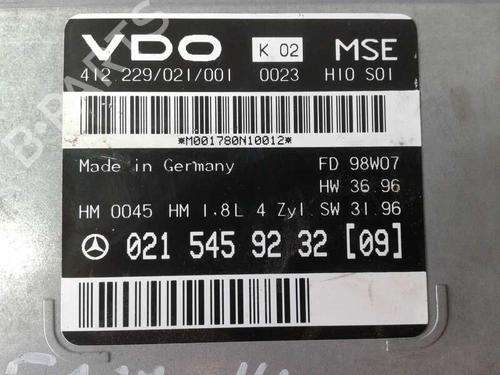 VDO K 02 MSE
412 229/021/001 0023 H10 S01
*M001780N10012*
Made in Germany FD 98W07
HW 36.96
HM 0045 HM 1.8L 4 Zyl. SW 31.96
021 545 92 32 [09]
B-PARTS